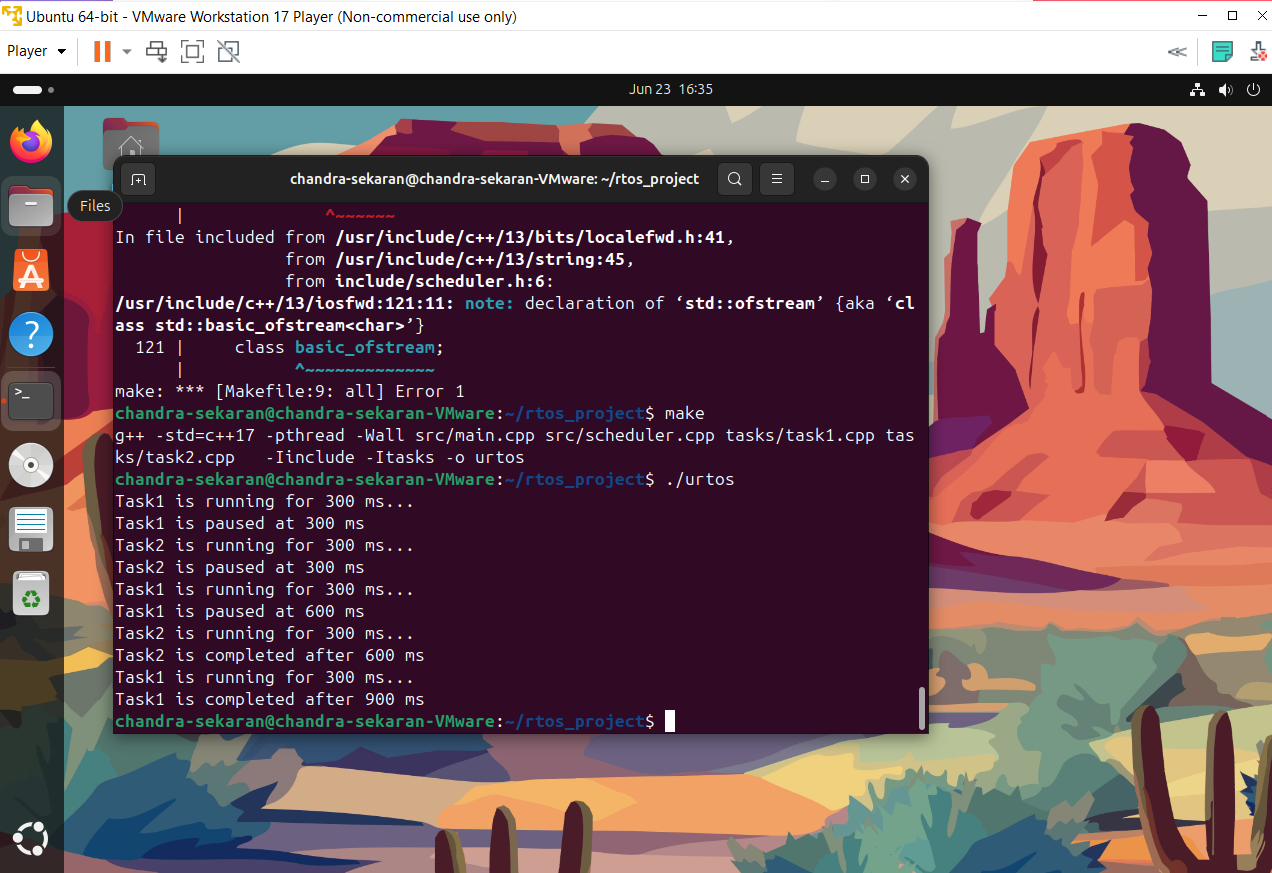 Ubuntu 64-bit - VMware Workstation 17 Player (Non-commercial use only)
Player
Jun 23 16:35
Files
chandra-sekaran@chandra-sekaran-VMware: ~/rtos_project
| ^~~~~~~
In file included from /usr/include/c++/13/bits/localefwd.h:41,
from /usr/include/c++/13/string:45,
from include/scheduler.h:6:
/usr/include/c++/13/iosfwd:121:11: note: declaration of ‘std::ofstream’ {aka ‘cl
ass std::basic_ofstream<char>’}
121 | class basic_ofstream;
| ^~~~~~~~~~~~~~
make: *** [Makefile:9: all] Error 1
chandra-sekaran@chandra-sekaran-VMware:~/rtos_project$ make
g++ -std=c++17 -pthread -Wall src/main.cpp src/scheduler.cpp tasks/task1.cpp tas
ks/task2.cpp -Iinclude -Itasks -o urtos
chandra-sekaran@chandra-sekaran-VMware:~/rtos_project$ ./urtos
Task1 is running for 300 ms...
Task1 is paused at 300 ms
Task2 is running for 300 ms...
Task2 is paused at 300 ms
Task1 is running for 300 ms...
Task1 is paused at 600 ms
Task2 is running for 300 ms...
Task2 is completed after 600 ms
Task1 is running for 300 ms...
Task1 is completed after 900 ms
chandra-sekaran@chandra-sekaran-VMware:~/rtos_project$